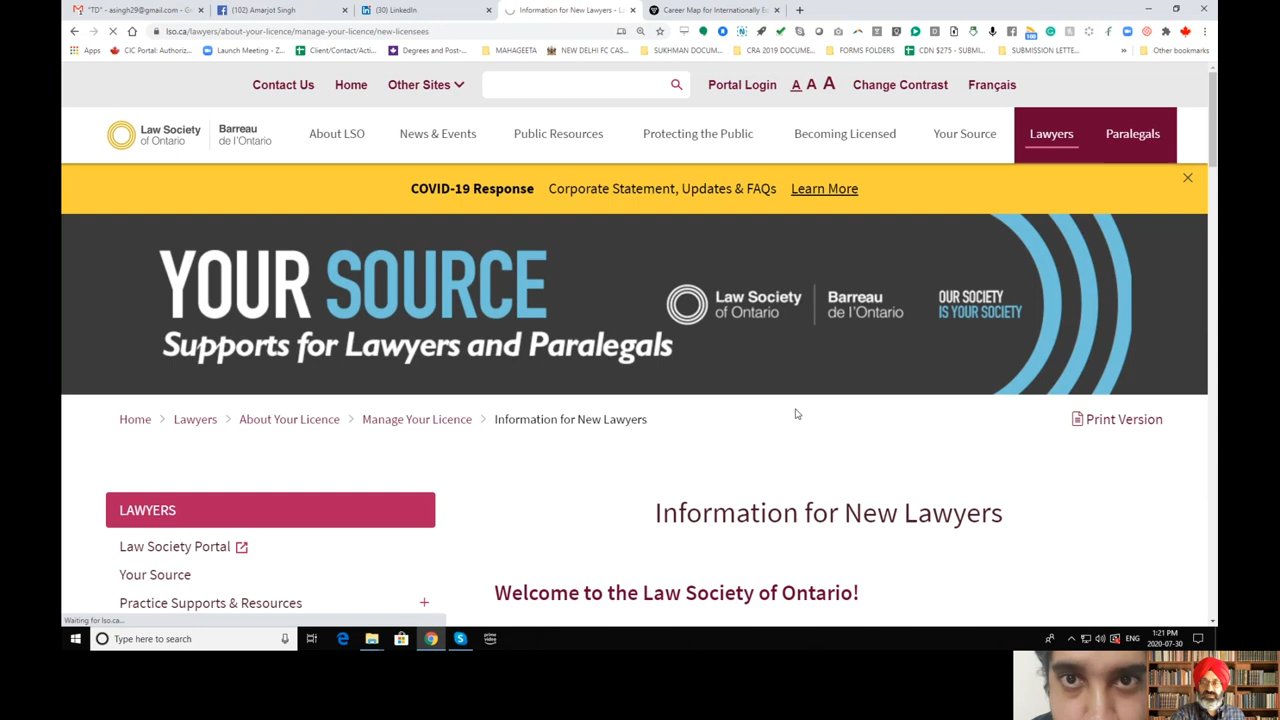 "TD" - asingh29@gmail.com - G
(102) Amarjot Singh
(30) LinkedIn
Information for New Lawyers - L
Career Map for Internationally E
lso.ca/lawyers/about-your-licence/manage-your-licence/new-licensees
Apps
CIC Portal: Authoriz...
Launch Meeting - Z...
Client/Contact/Acti...
Degrees and Post-...
MAHAGEETA
NEW DELHI FC CAS...
SUKHMAN DOCUM...
CRA 2019 DOCUME...
FORMS FOLDERS
CDN $275 - SUBMI...
SUBMISSION LETTE...
»
Other bookmarks
Contact Us
Home
Other Sites
Portal Login
A A A
Change Contrast
Français
Law Society of Ontario
Barreau de l'Ontario
About LSO
News & Events
Public Resources
Protecting the Public
Becoming Licensed
Your Source
Lawyers
Paralegals
COVID-19 Response Corporate Statement, Updates & FAQs Learn More
YOUR SOURCE
Supports for Lawyers and Paralegals
Law Society of Ontario
Barreau de l'Ontario
OUR SOCIETY
IS YOUR SOCIETY
Home > Lawyers > About Your Licence > Manage Your Licence > Information for New Lawyers
Print Version
LAWYERS
Law Society Portal
Your Source
Practice Supports & Resources +
Information for New Lawyers
Welcome to the Law Society of Ontario!
Waiting for lso.ca...
Type here to search
prime video
ENG
1:21 PM
2020-07-30